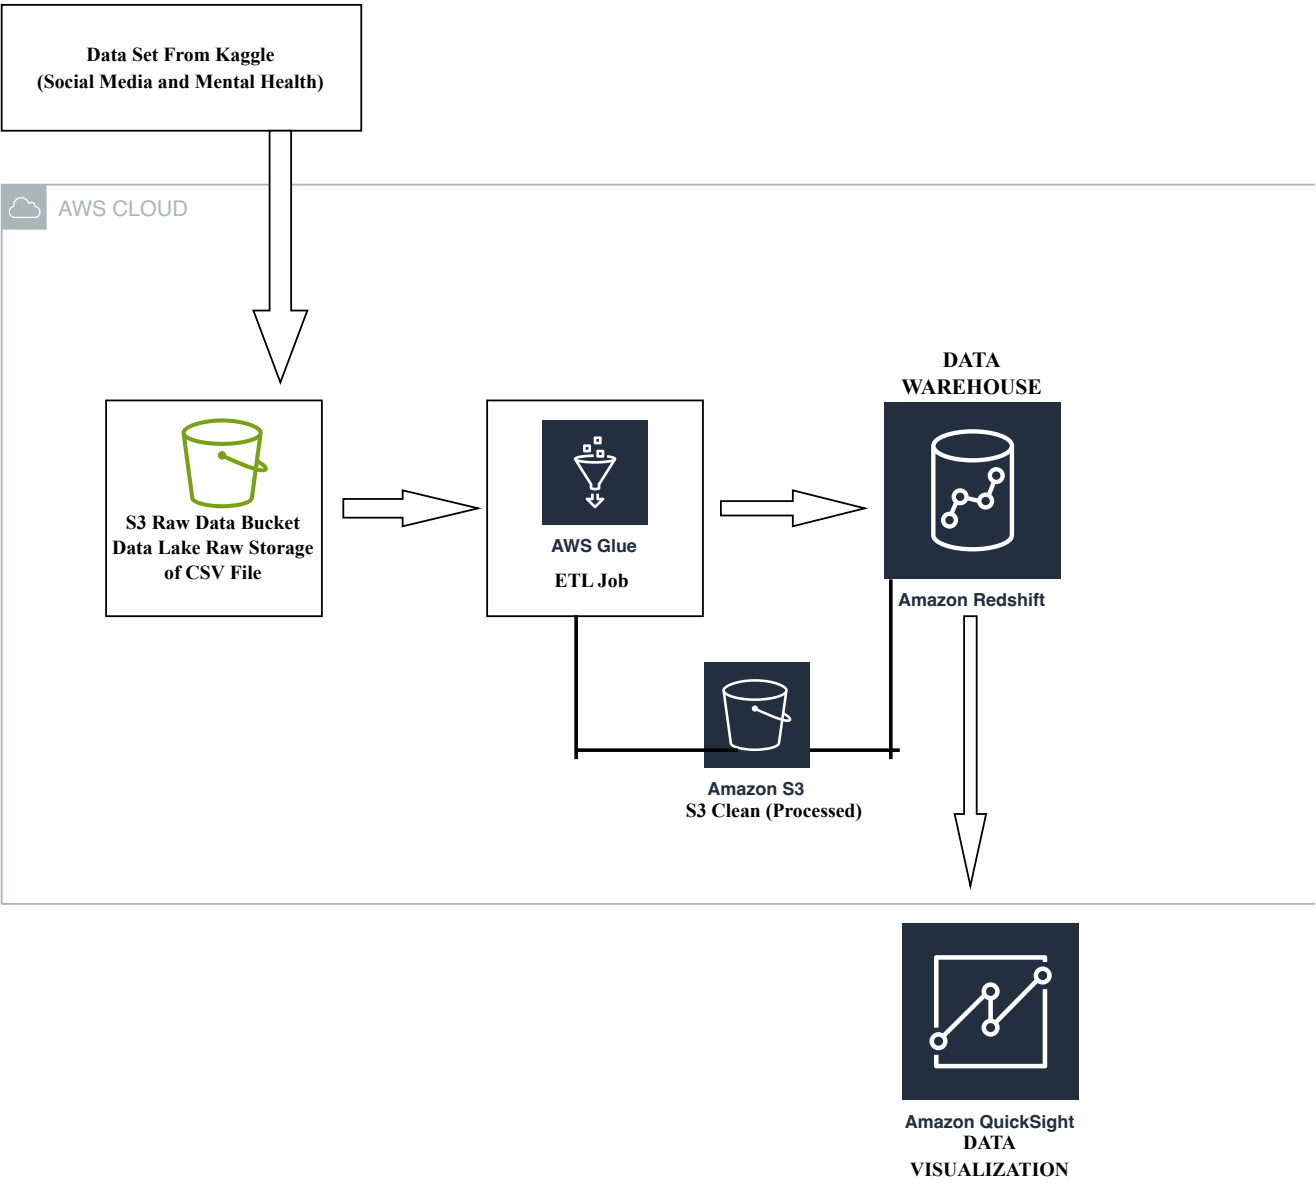 Data Set From Kaggle
(Social Media and Mental Health)
AWS CLOUD
S3 Raw Data Bucket
Data Lake Raw Storage
of CSV File
AWS Glue
ETL Job
DATA
WAREHOUSE
Amazon Redshift
Amazon S3
S3 Clean (Processed)
Amazon QuickSight
DATA
VISUALIZATION